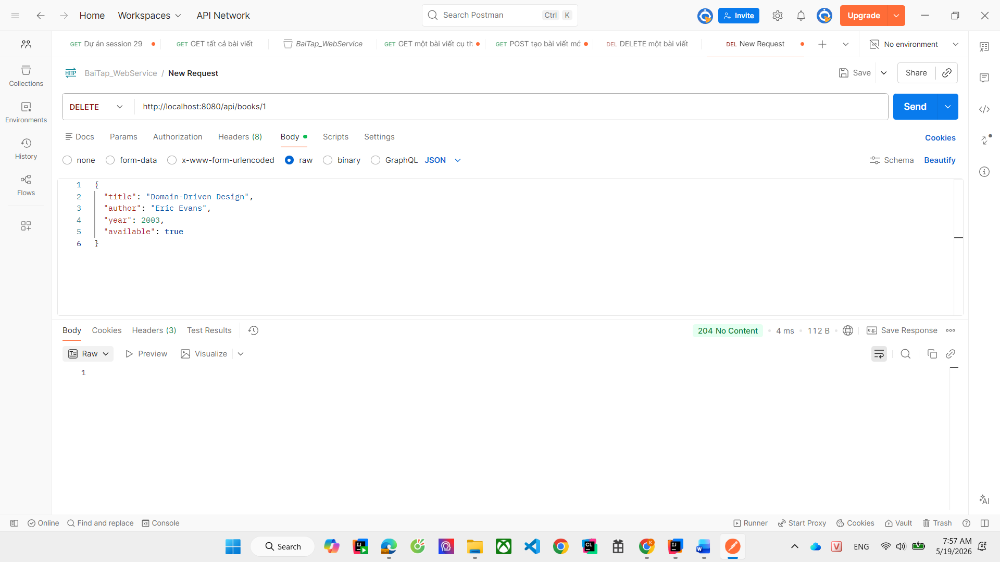 Home
Workspaces
API Network
Search Postman
Ctrl K
Invite
Upgrade
GET Dự án session 29
GET GET tất cả bài viết
BaiTap_WebService
GET GET một bài viết cụ th
GET POST tạo bài viết mớ
DEL DELETE một bài viết
DEL New Request
No environment
Collections
Environments
History
Flows
HTTP BaiTap_WebService / New Request
Save
Share
DELETE
http://localhost:8080/api/books/1
Send
Docs
Params
Authorization
Headers (8)
Body
Scripts
Settings
Cookies
none
form-data
x-www-form-urlencoded
raw
binary
GraphQL
JSON
Schema
Beautify
1 {
2 "title": "Domain-Driven Design",
3 "author": "Eric Evans",
4 "year": 2003,
5 "available": true
6 }
Body
Cookies
Headers (3)
Test Results
204 No Content
4 ms
112 B
e.g. Save Response
Raw
Preview
Visualize
1
AI
Online
Find and replace
Console
Runner
Start Proxy
Cookies
Vault
Trash
Search
ENG
7:57 AM
5/19/2026